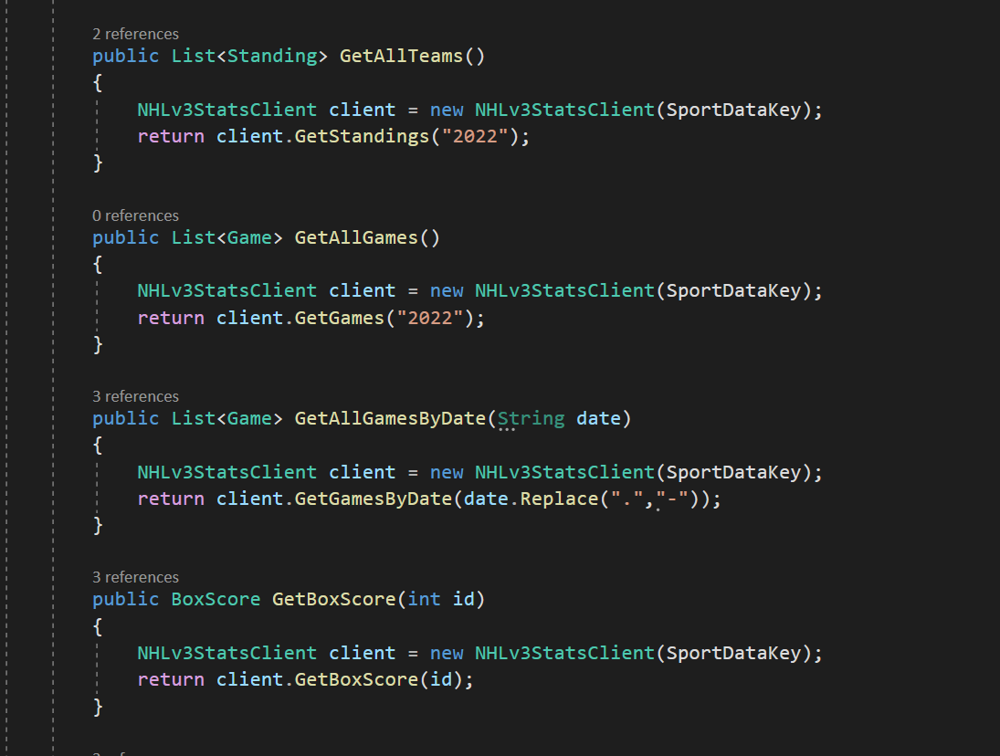 2 references
public List<Standing> GetAllTeams()
{
NHLv3StatsClient client = new NHLv3StatsClient(SportDataKey);
return client.GetStandings("2022");
}
0 references
public List<Game> GetAllGames()
{
NHLv3StatsClient client = new NHLv3StatsClient(SportDataKey);
return client.GetGames("2022");
}
3 references
public List<Game> GetAllGamesByDate(String date)
{
NHLv3StatsClient client = new NHLv3StatsClient(SportDataKey);
return client.GetGamesByDate(date.Replace(".","-"));
}
3 references
public BoxScore GetBoxScore(int id)
{
NHLv3StatsClient client = new NHLv3StatsClient(SportDataKey);
return client.GetBoxScore(id);
}